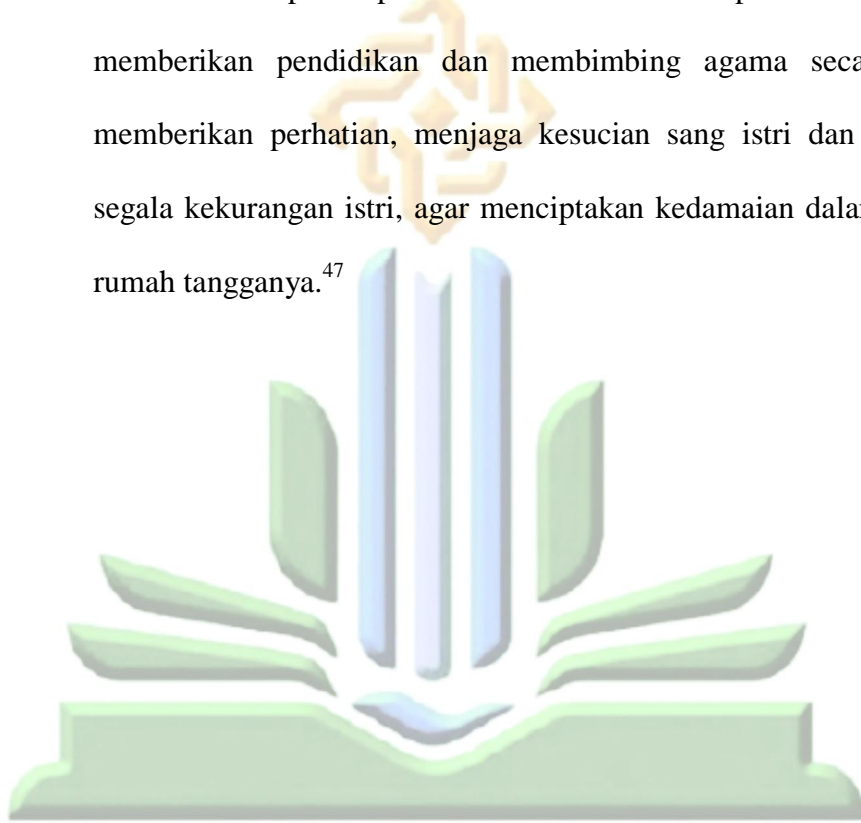 memberikan pendidikan dan membimbing agama
memberikan perhatian, menjaga kesucian sang istri dan
segala kekurangan istri, agar menciptakan kedamaian
rumah tangganya.47